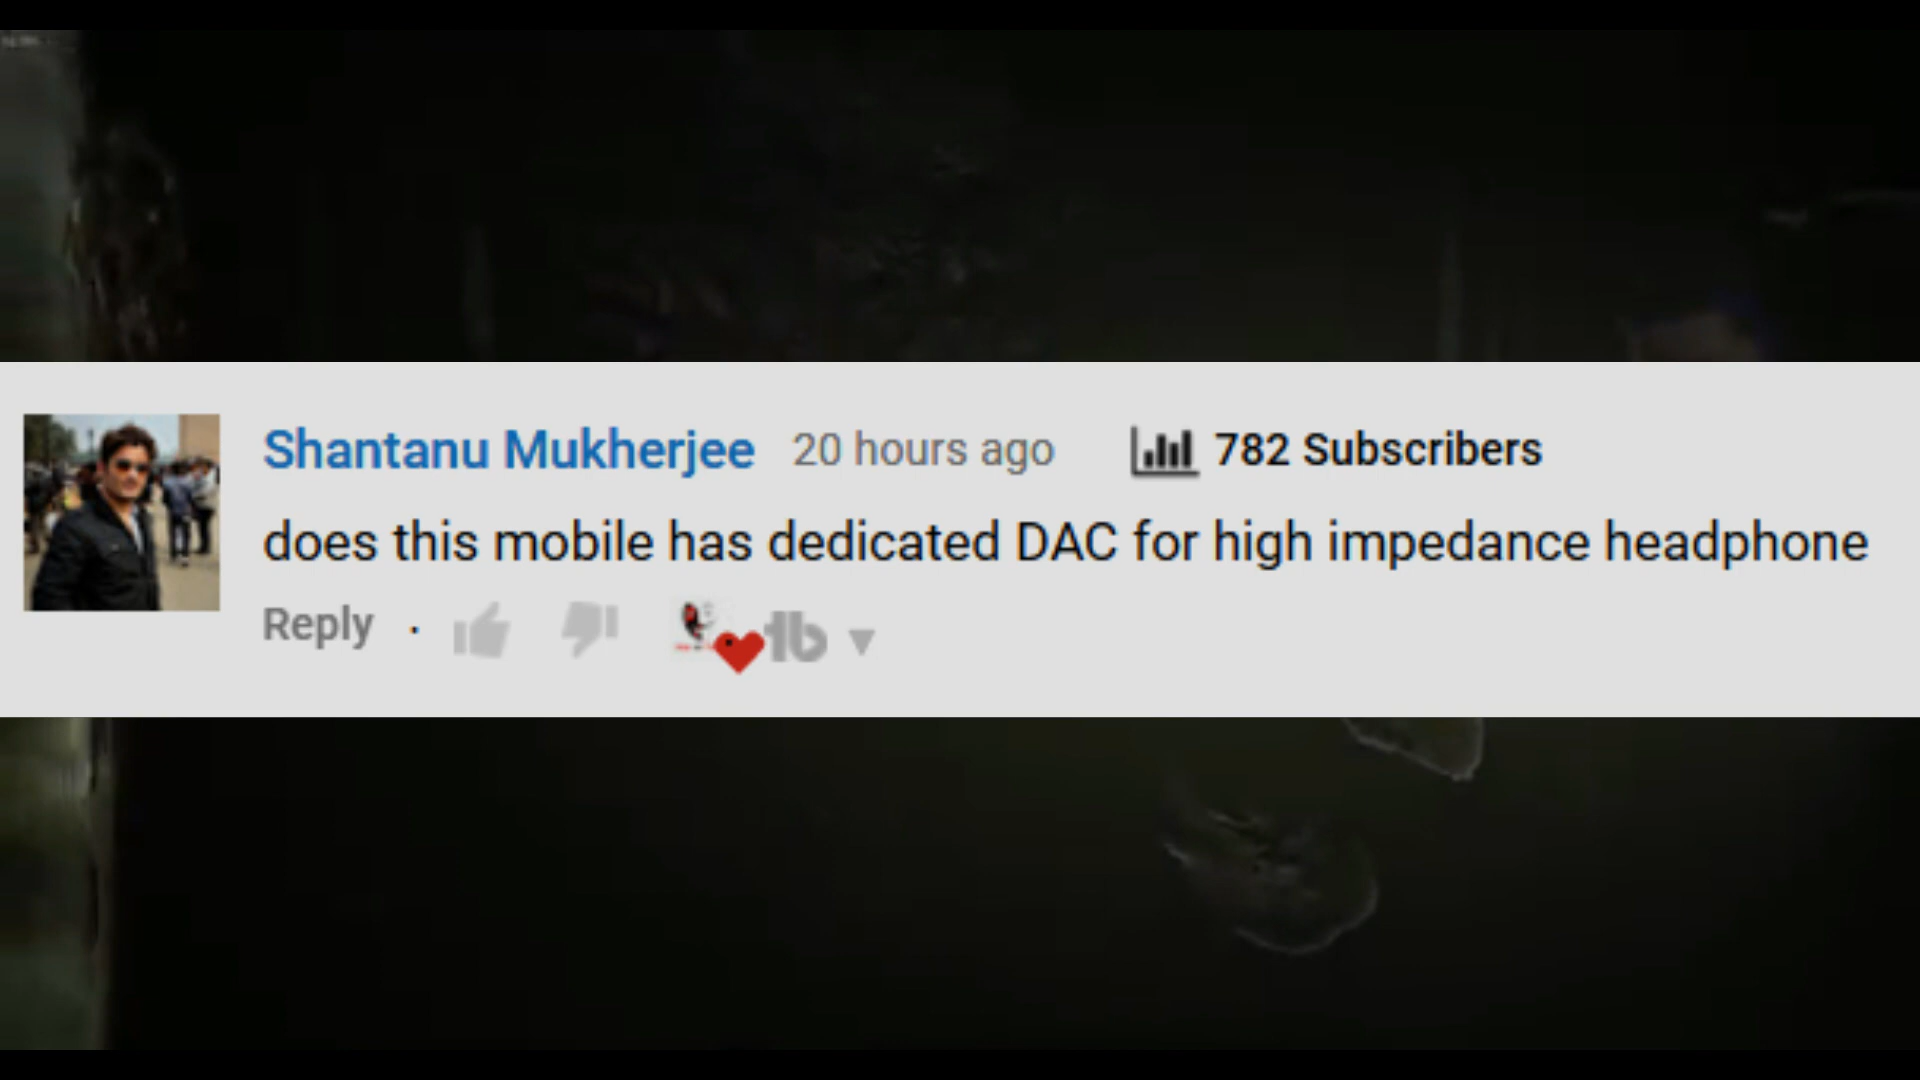 Shantanu Mukherjee 20 hours ago 782 Subscribers
does this mobile has dedicated DAC for high impedance headphone
Reply ·